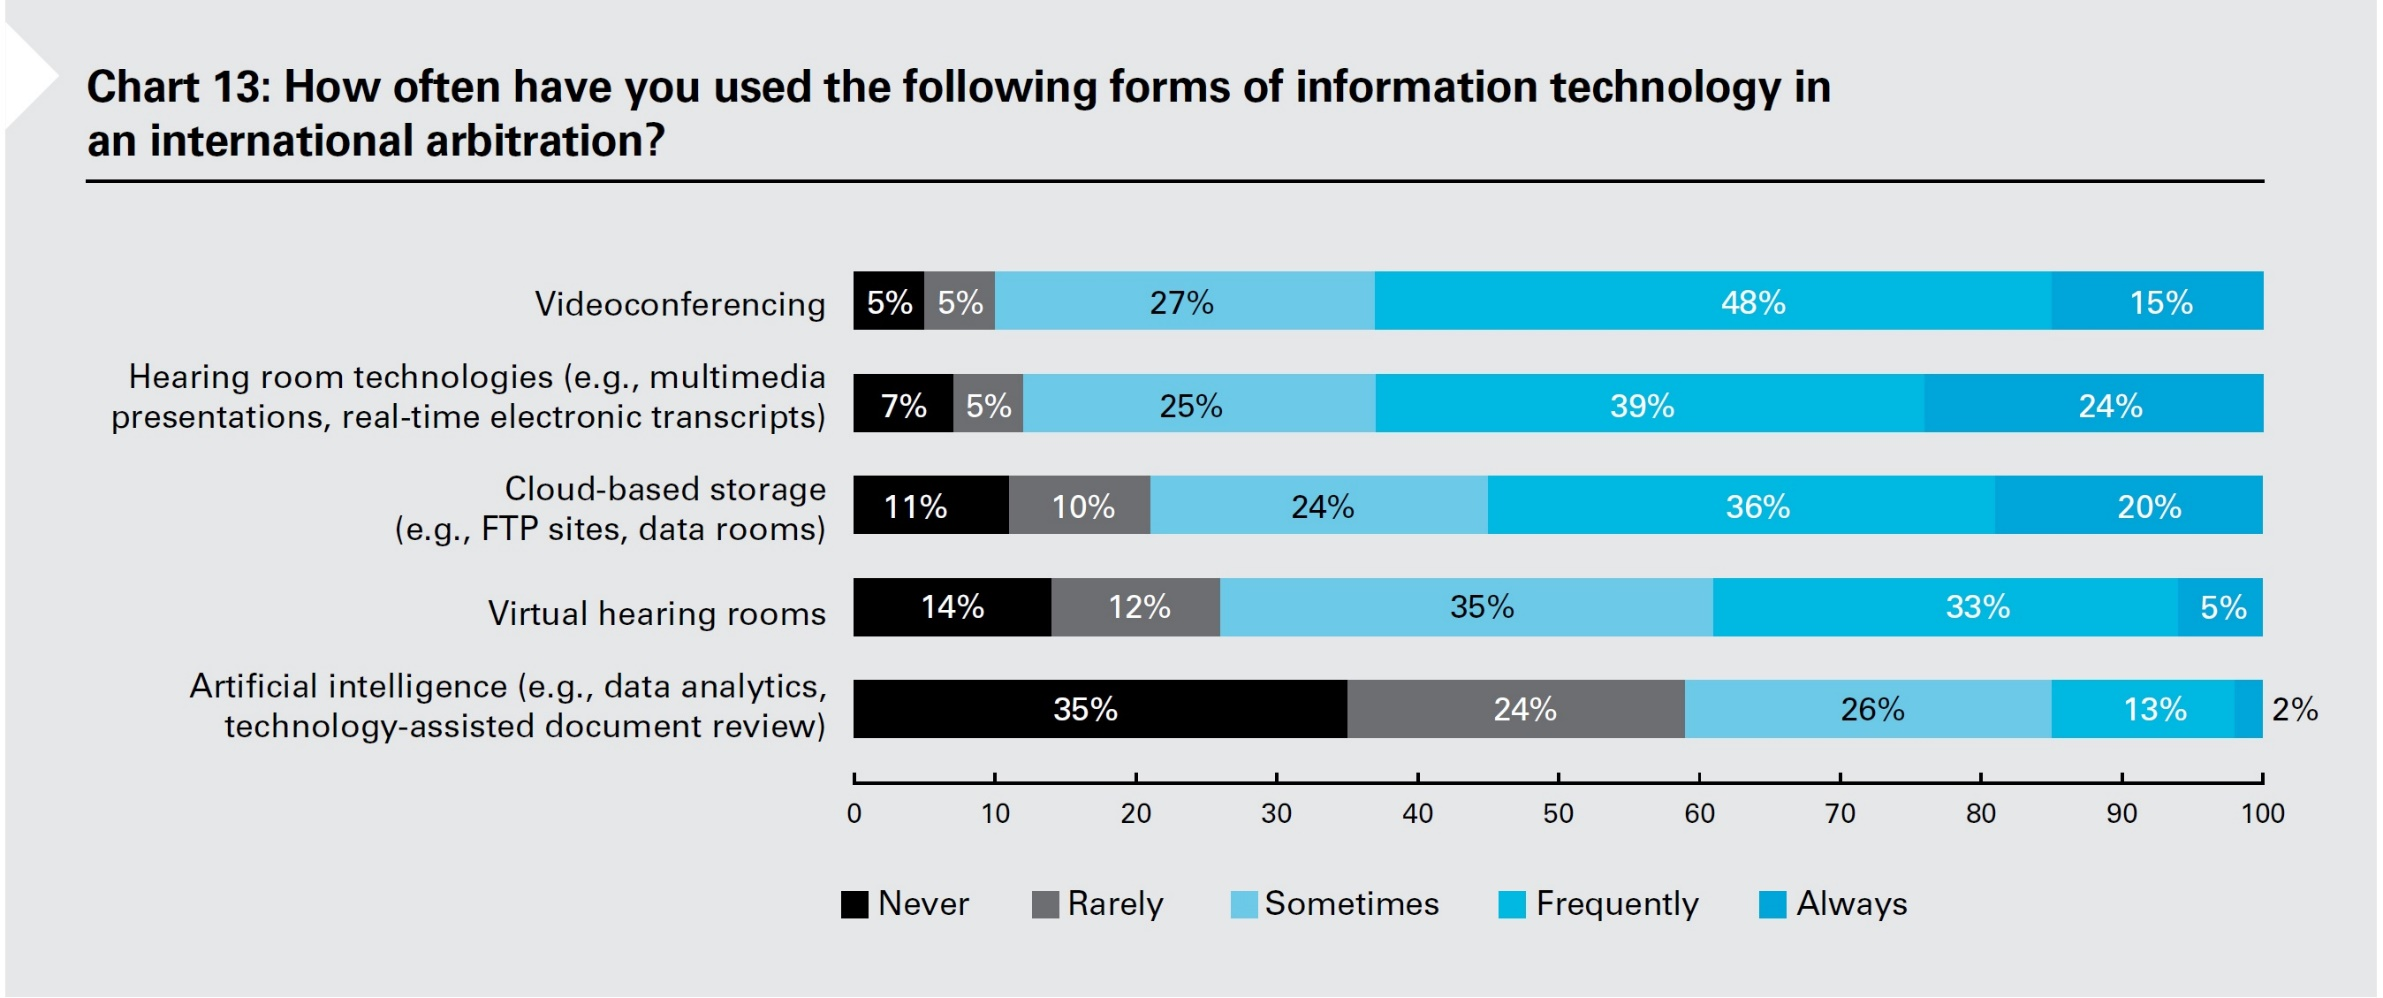 Chart 13: How often have you used the following forms of information technology in
an international arbitration?
Videoconferencing
5% 5% 27% 48% 15%
Hearing room technologies (e.g., multimedia
presentations, real-time electronic transcripts)
7% 5% 25% 39% 24%
Cloud-based storage
(e.g., FTP sites, data rooms)
11% 10% 24% 36% 20%
Virtual hearing rooms
14% 12% 35% 33% 5%
Artificial intelligence (e.g., data analytics,
technology-assisted document review)
35% 24% 26% 13% 2%
0 10 20 30 40 50 60 70 80 90 100
Never Rarely Sometimes Frequently Always